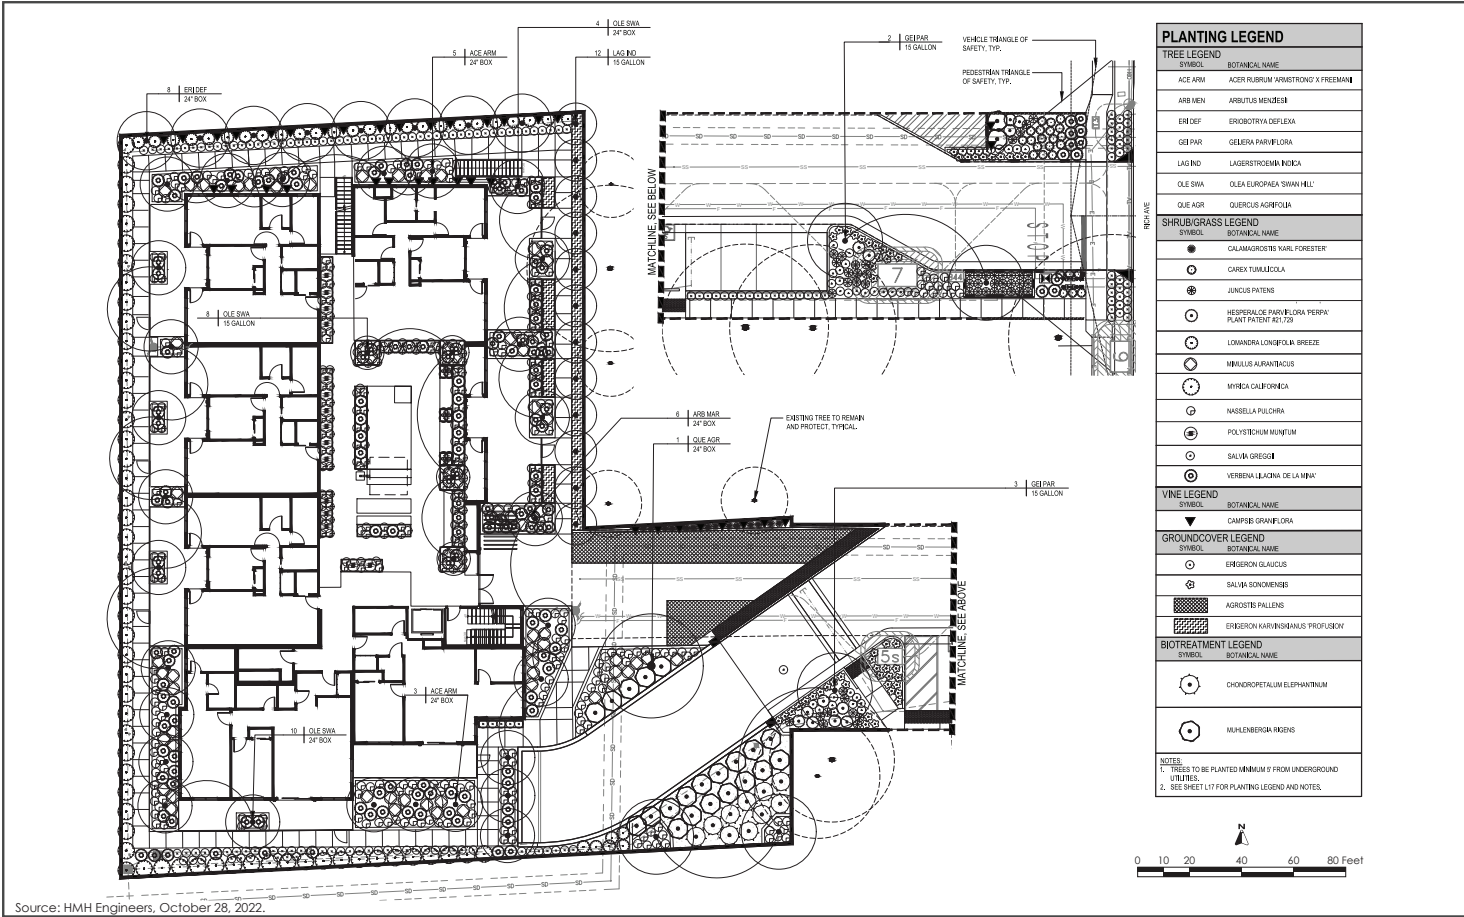 4 OLE SWA
24" BOX
5 ACE ARM
24" BOX
12 LAG IND
15 GALLON
8 ERI DEF
24" BOX
2 GEI PAR
15 GALLON
VEHICLE TRIANGLE OF
SAFETY, TYP.
PEDESTRIAN TRIANGLE
OF SAFETY, TYP.
MATCHLINE, SEE BELOW
RICH AVE
STOP
7
9
8 OLE SWA
15 GALLON
6 ARB MAR
24" BOX
1 QUE AGR
24" BOX
EXISTING TREE TO REMAIN
AND PROTECT, TYPICAL.
3 GEI PAR
15 GALLON
MATCHLINE, SEE ABOVE
5s
3 ACE ARM
24" BOX
10 OLE SWA
24" BOX
PLANTING LEGEND
TREE LEGEND
SYMBOL BOTANICAL NAME
ACE ARM ACER RUBRUM 'ARMSTRONG' X FREEMANI
ARB MEN ARBUTUS MENZIESII
ERI DEF ERIOBOTRYA DEFLEXA
GEI PAR GEIJERA PARVIFLORA
LAG IND LAGERSTROEMIA INDICA
OLE SWA OLEA EUROPAEA 'SWAN HILL'
QUE AGR QUERCUS AGRIFOLIA
SHRUB/GRASS LEGEND
SYMBOL BOTANICAL NAME
CALAMAGROSTIS 'KARL FORESTER'
CAREX TUMULICOLA
JUNCUS PATENS
HESPERALOE PARVIFLORA 'PERPA'
PLANT PATENT #21,729
LOMANDRA LONGIFOLIA BREEZE
MIMULUS AURANTIACUS
MYRICA CALIFORNICA
NASSELLA PULCHRA
POLYSTICHUM MUNITUM
SALVIA GREGGII
VERBENA LILACINA DE LA MINA'
VINE LEGEND
SYMBOL BOTANICAL NAME
CAMPSIS GRANIFLORA
GROUNDCOVER LEGEND
SYMBOL BOTANICAL NAME
ERIGERON GLAUCUS
SALVIA SONOMENSIS
AGROSTIS PALLENS
ERIGERON KARVINSKIANUS 'PROFUSION'
BIOTREATMENT LEGEND
SYMBOL BOTANICAL NAME
CHONDROPETALUM ELEPHANTINUM
MUHLENBERGIA RIGENS
NOTES:
1. TREES TO BE PLANTED MINIMUM 5' FROM UNDERGROUND
UTILITIES.
2. SEE SHEET L17 FOR PLANTING LEGEND AND NOTES.
N
0 10 20 40 60 80 Feet
Source: HMH Engineers, October 28, 2022.